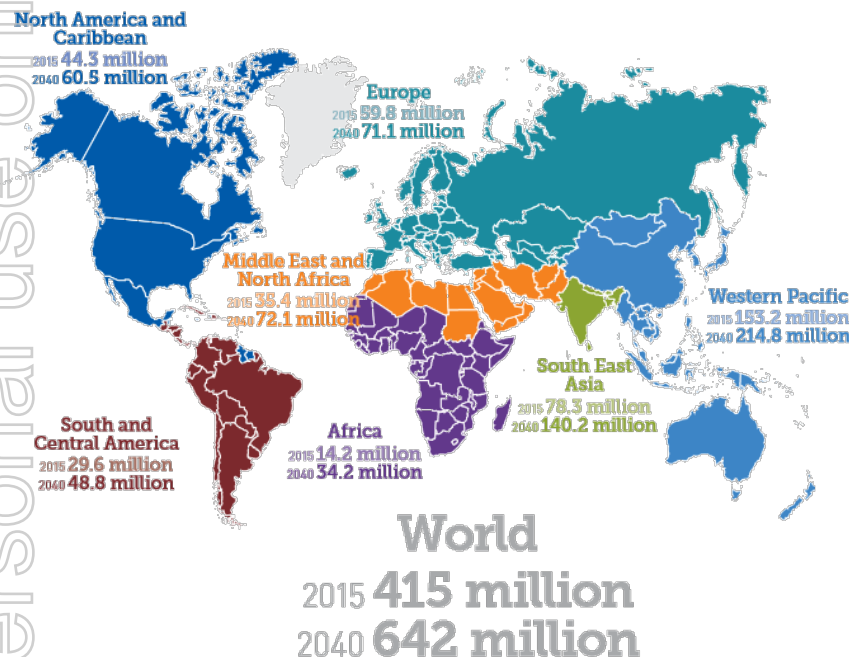 North America and
Caribbean
2015 44.3 million
2040 60.5 million
Europe
2015 59.8 million
2040 71.1 million
Middle East and
North Africa
2015 35.4 million
2040 72.1 million
Western Pacific
2015 153.2 million
2040 214.8 million
South East
Asia
2015 78.3 million
2040 140.2 million
South and
Central America
2015 29.6 million
2040 48.8 million
Africa
2015 14.2 million
2040 34.2 million
World
2015 415 million
2040 642 million
ersonal use on